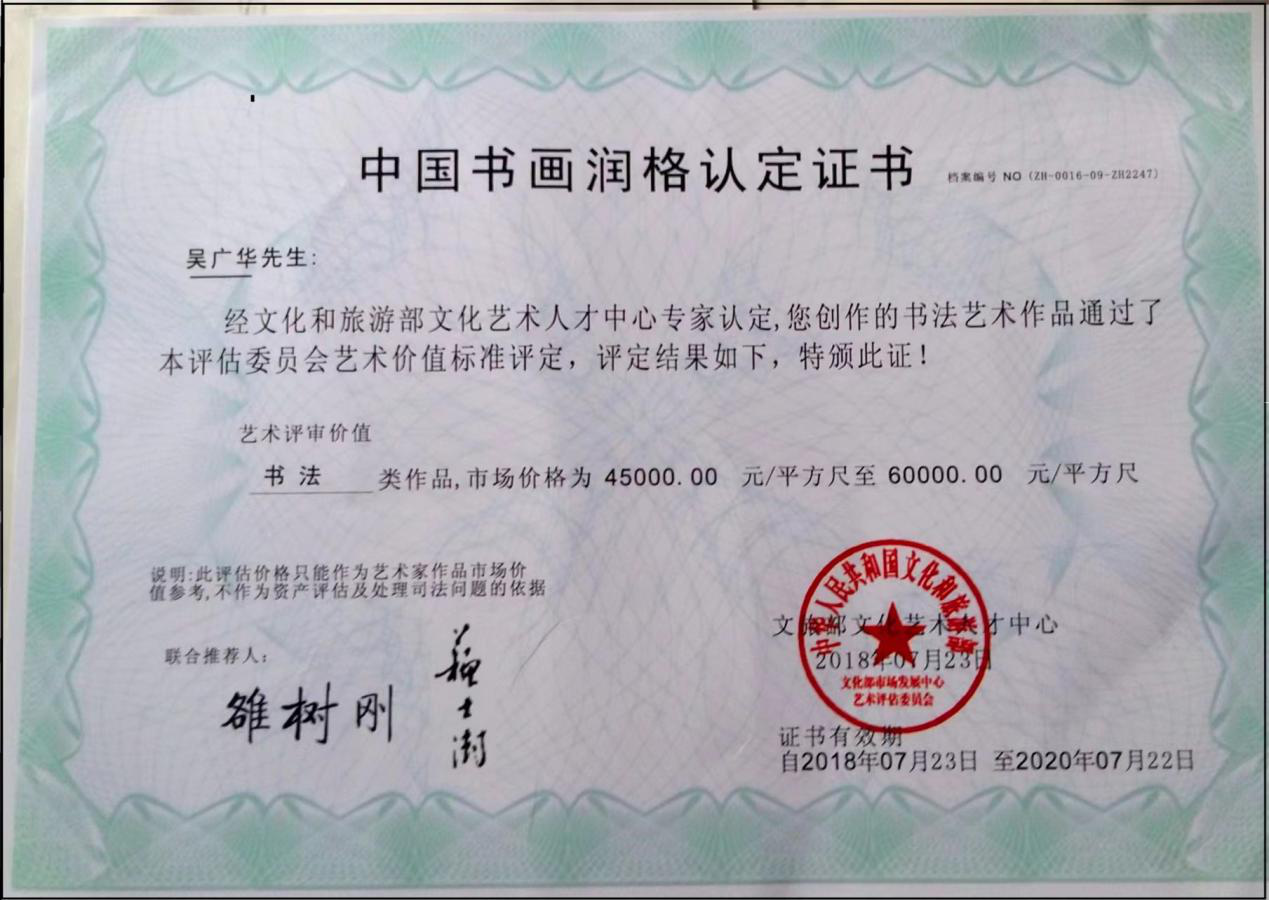 中国书画润格认定证书 档案编号 NO (ZH-0016-09-ZH2247)
吴广华先生:
经文化和旅游部文化艺术人才中心专家认定,您创作的书法艺术作品通过了
本评估委员会艺术价值标准评定，评定结果如下，特颁此证！
艺术评审价值
书法 类作品,市场价格为 45000.00 元/平方尺至 60000.00 元/平方尺
说明:此评估价格只能作为艺术家作品市场价
值参考,不作为资产评估及处理司法问题的依据
联合推荐人:
树刚
士澍
中华人民共和国文化和旅游部
文旅部文化艺术人才中心
2018年07月23日
文化部市场发展中心
艺术评估委员会
证书有效期
自2018年07月23日 至2020年07月22日